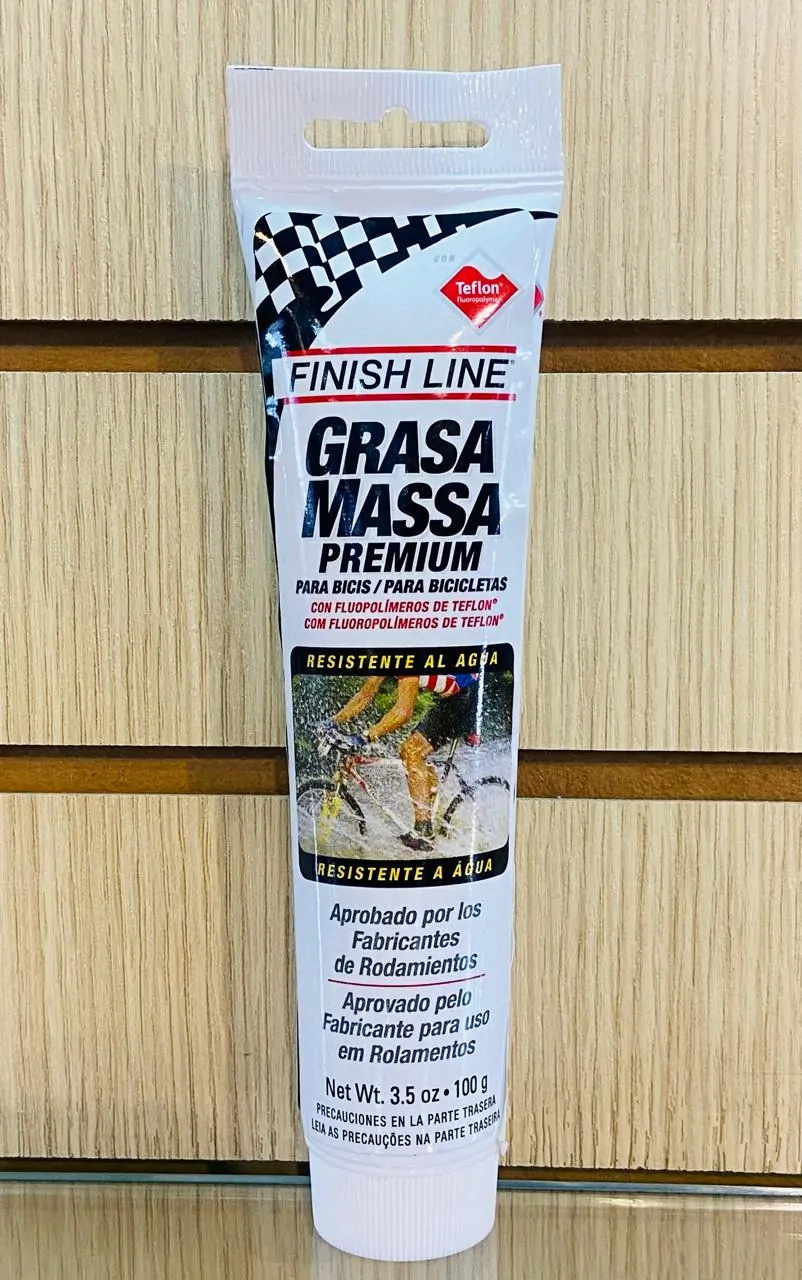 CON
Teflon®
fluoropolymer
FINISH LINE®
GRASA
MASSA
PREMIUM
PARA BICIS / PARA BICICLETAS
CON FLUOPOLÍMEROS DE TEFLON®
COM FLUOROPOLÍMEROS DE TEFLON®
RESISTENTE AL AGUA
RESISTENTE A ÁGUA
Aprobado por los
Fabricantes
de Rodamientos
Aprovado pelo
Fabricante para uso
em Rolamentos
Net Wt. 3.5 oz • 100 g
PRECAUCIONES EN LA PARTE TRASERA
LEIA AS PRECAUÇÕES NA PARTE TRASEIRA